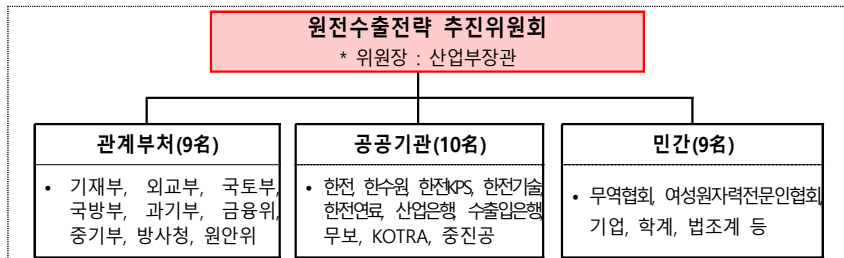 원전수출전략 추진위원회
* 위원장 : 산업부장관
관계부처(9名)
• 기재부, 외교부, 국토부,
국방부, 과기부, 금융위,
중기부, 방사청, 원안위
공공기관(10名)
• 한전, 한수원, 한전KPS, 한전기술,
한전연료, 산업은행, 수출입은행,
무보, KOTRA, 중진공
민간(9名)
• 무역협회, 여성원자력전문인협회,
기업, 학계, 법조계 등